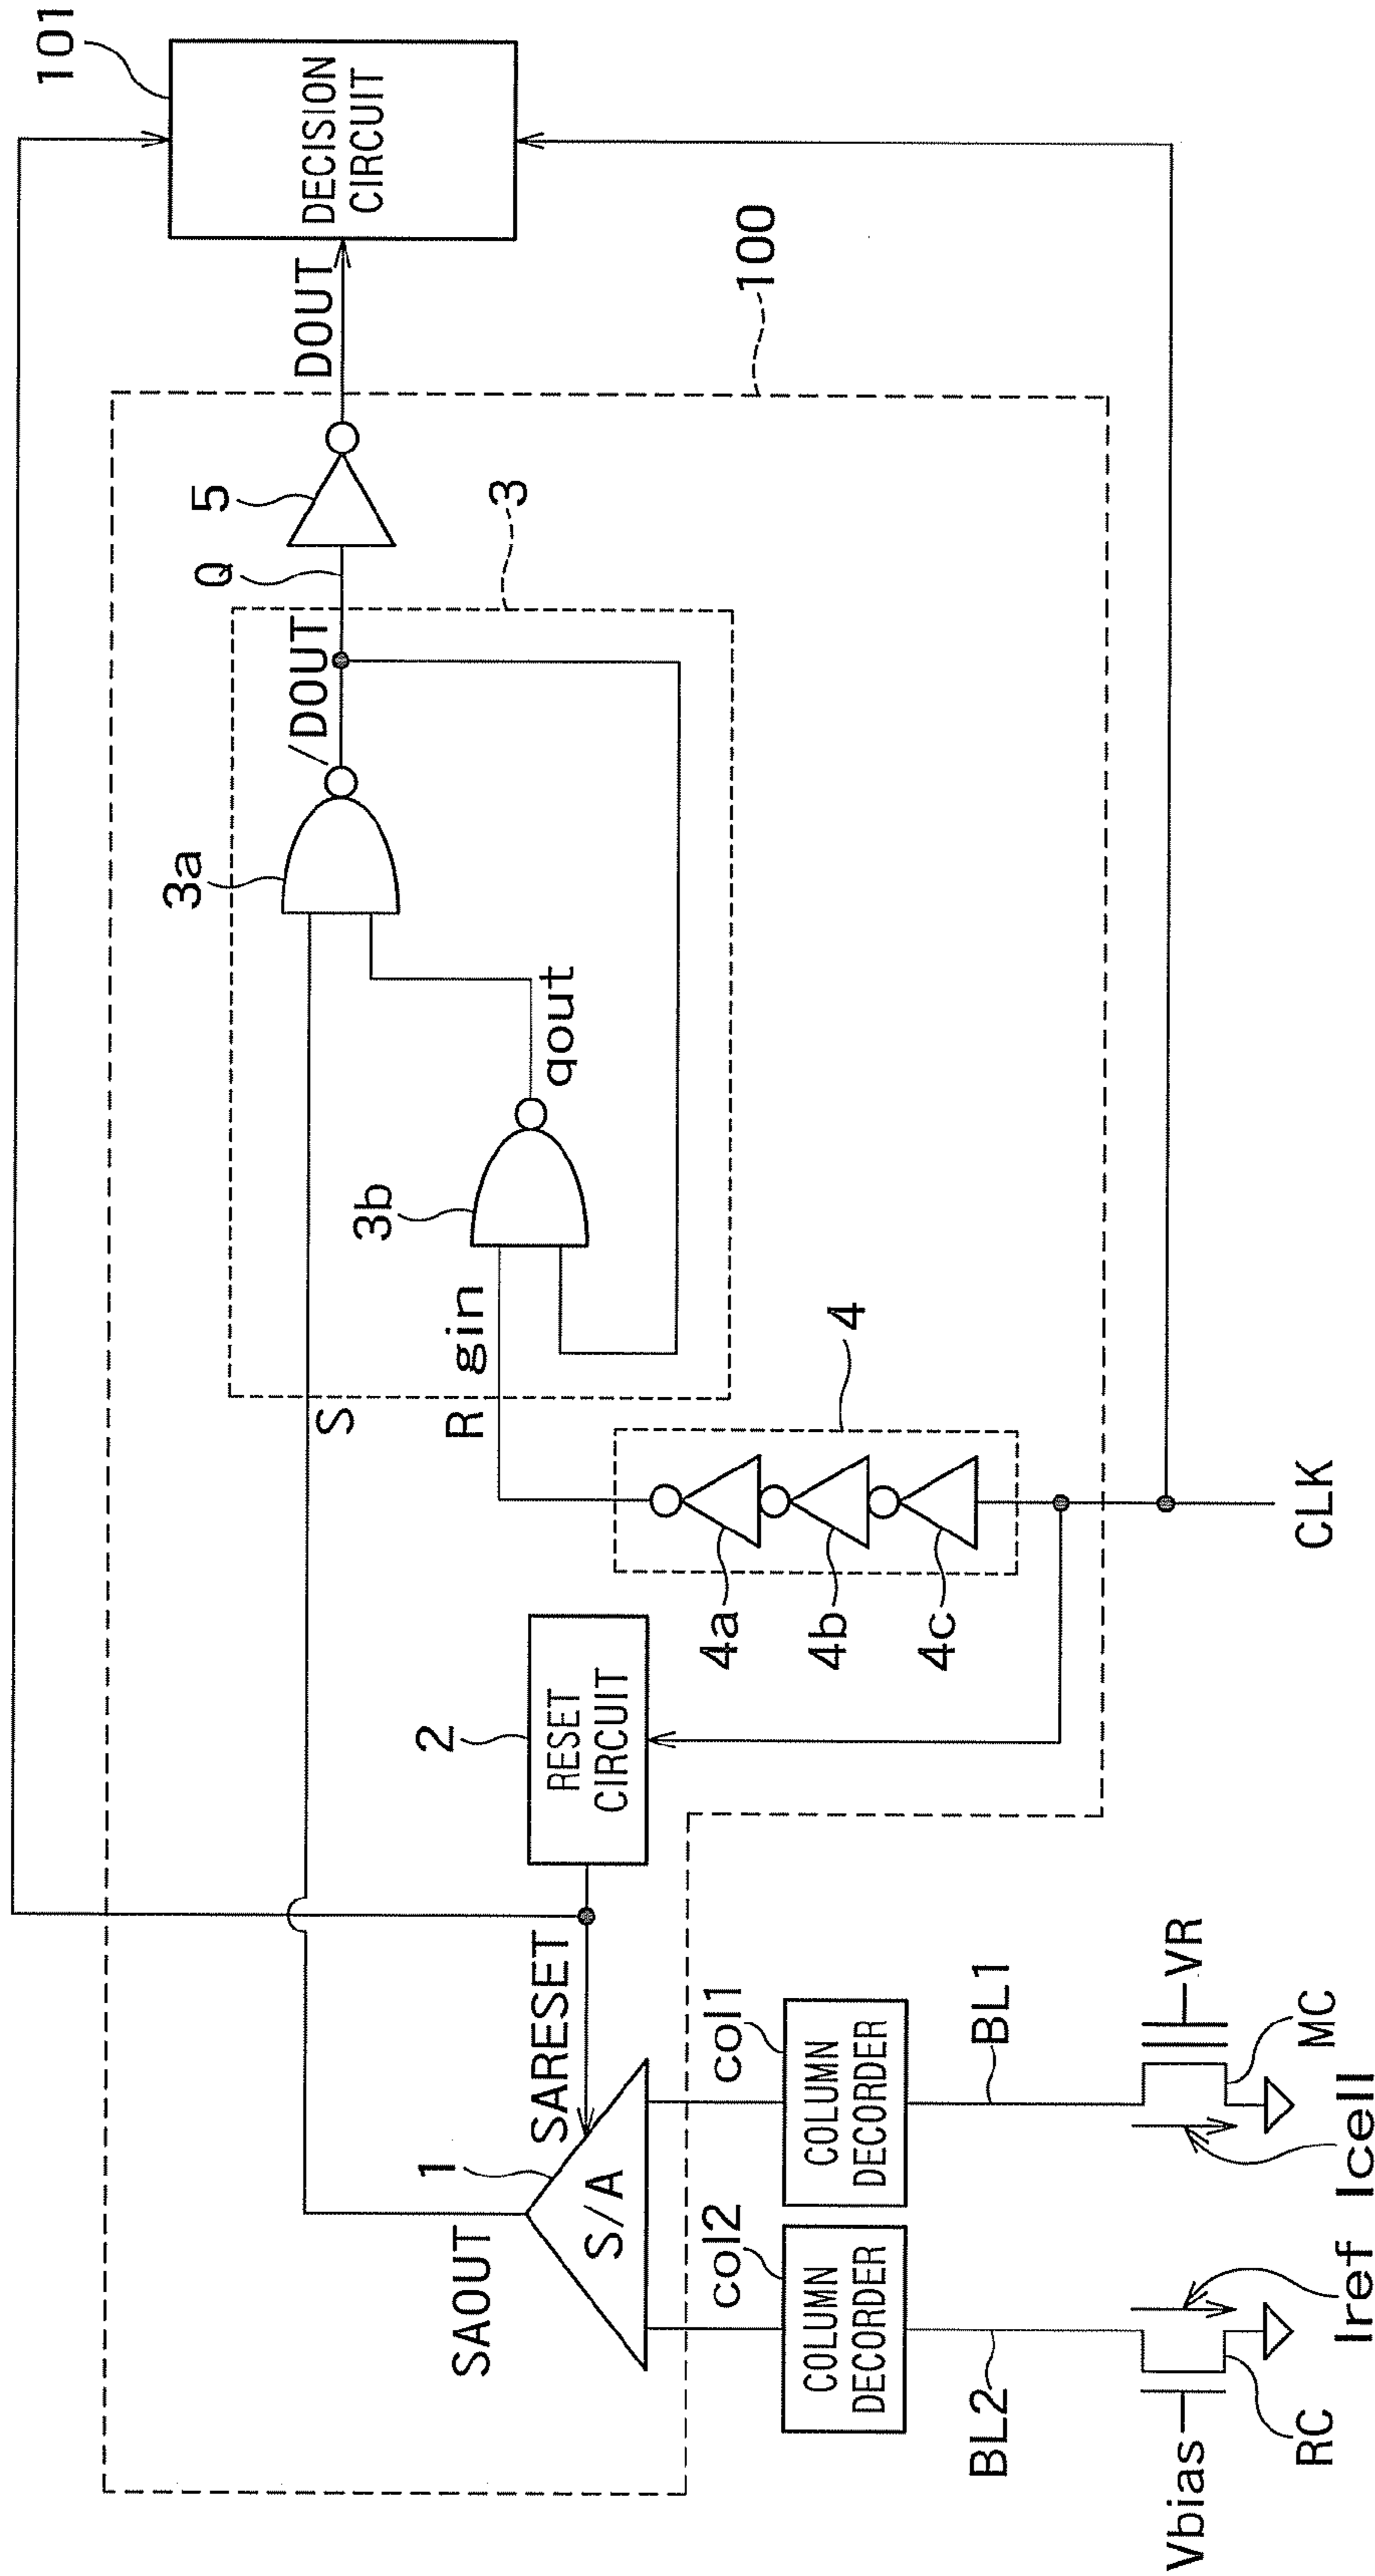 101
DECISION
CIRCUIT
DOUT
100
5
Q
3
/DOUT
3a
qout
3b
gin
R
S
4
4a
4b
4c
CLK
2
RESET
CIRCUIT
SARESET
1
SAOUT
S/A
col1
col2
COLUMN
DECORDER
COLUMN
DECORDER
BL1
BL2
VR
MC
Icell
Iref
RC
Vbias